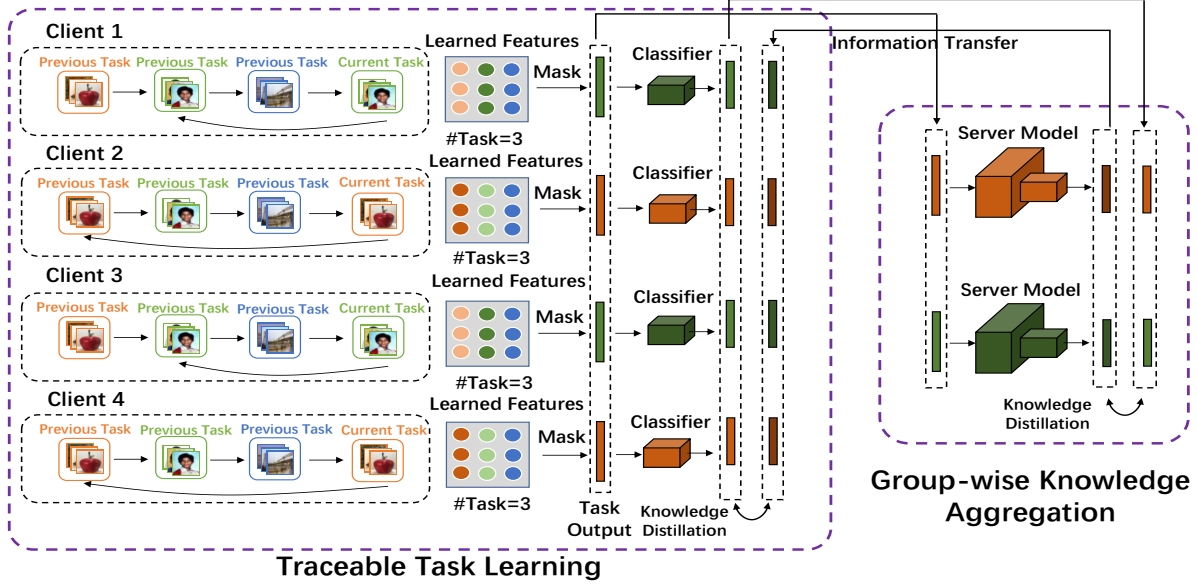 Client 1
Previous Task Previous Task Previous Task Current Task
Learned Features
Mask
Classifier
#Task=3
Client 2
Previous Task Previous Task Previous Task Current Task
Learned Features
Mask
Classifier
#Task=3
Client 3
Previous Task Previous Task Previous Task Current Task
Learned Features
Mask
Classifier
#Task=3
Client 4
Previous Task Previous Task Previous Task Current Task
Learned Features
Mask
Classifier
#Task=3
Task
Output
Knowledge
Distillation
Traceable Task Learning
Information Transfer
Server Model
Server Model
Knowledge
Distillation
Group-wise Knowledge
Aggregation